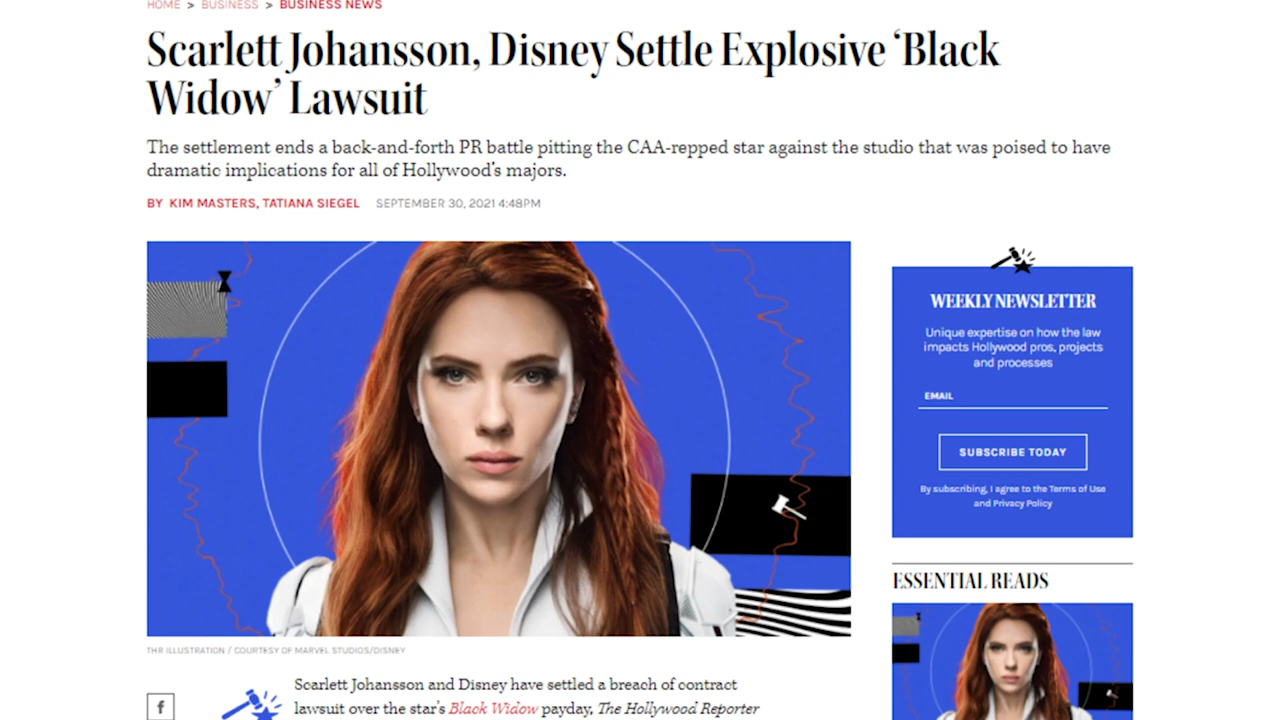 HOME > BUSINESS > BUSINESS NEWS
Scarlett Johansson, Disney Settle Explosive ‘Black
Widow’ Lawsuit
The settlement ends a back-and-forth PR battle pitting the CAA-repped star against the studio that was poised to have
dramatic implications for all of Hollywood's majors.
BY KIM MASTERS, TATIANA SIEGEL SEPTEMBER 30, 2021 4:48PM
WEEKLY NEWSLETTER
Unique expertise on how the law
impacts Hollywood pros, projects
and processes
EMAIL
SUBSCRIBE TODAY
By subscribing, I agree to the Terms of Use
and Privacy Policy
ESSENTIAL READS
THR ILLUSTRATION / COURTESY OF MARVEL STUDIOS/DISNEY
f
Scarlett Johansson and Disney have settled a breach of contract
lawsuit over the star's Black Widow payday, The Hollywood Reporter